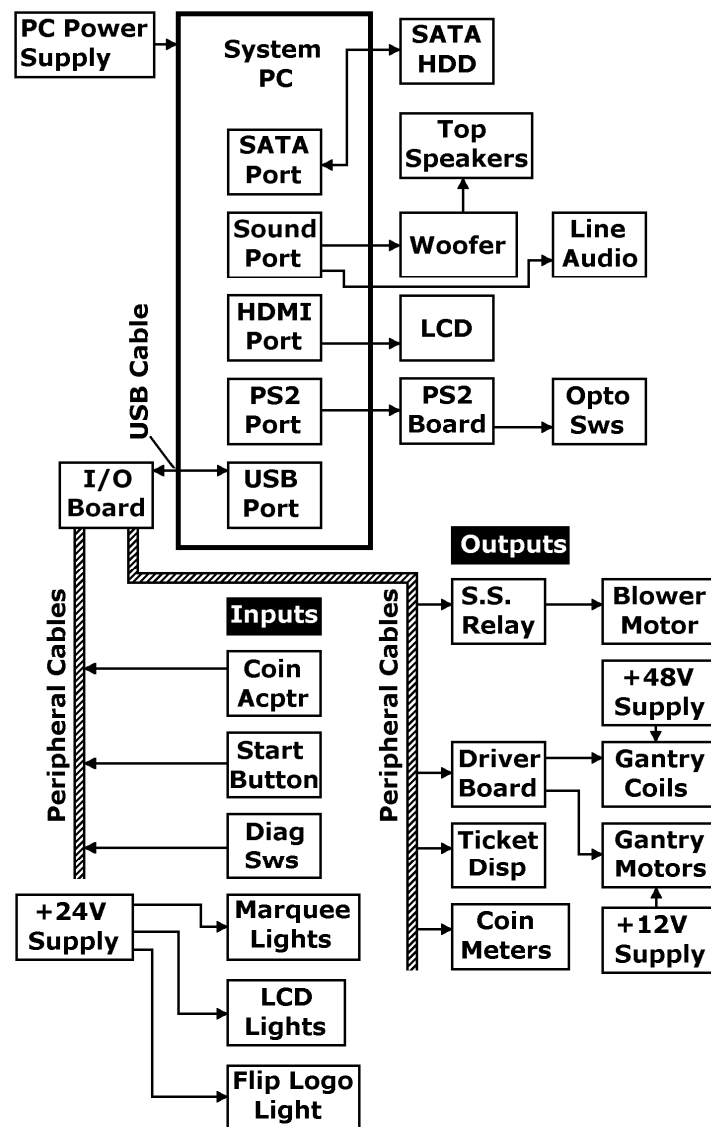 PC Power
Supply
System
PC
SATA
HDD
SATA
Port
Top
Speakers
Sound
Port
Woofer
Line
Audio
HDMI
Port
LCD
USB Cable
PS2
Port
PS2
Board
Opto
Sws
I/O
Board
USB
Port
Outputs
Peripheral Cables
Inputs
Peripheral Cables
S.S.
Relay
Blower
Motor
Coin
Acptr
+48V
Supply
Start
Button
Driver
Board
Gantry
Coils
Diag
Sws
Ticket
Disp
Gantry
Motors
+24V
Supply
Marquee
Lights
Coin
Meters
+12V
Supply
LCD
Lights
Flip Logo
Light